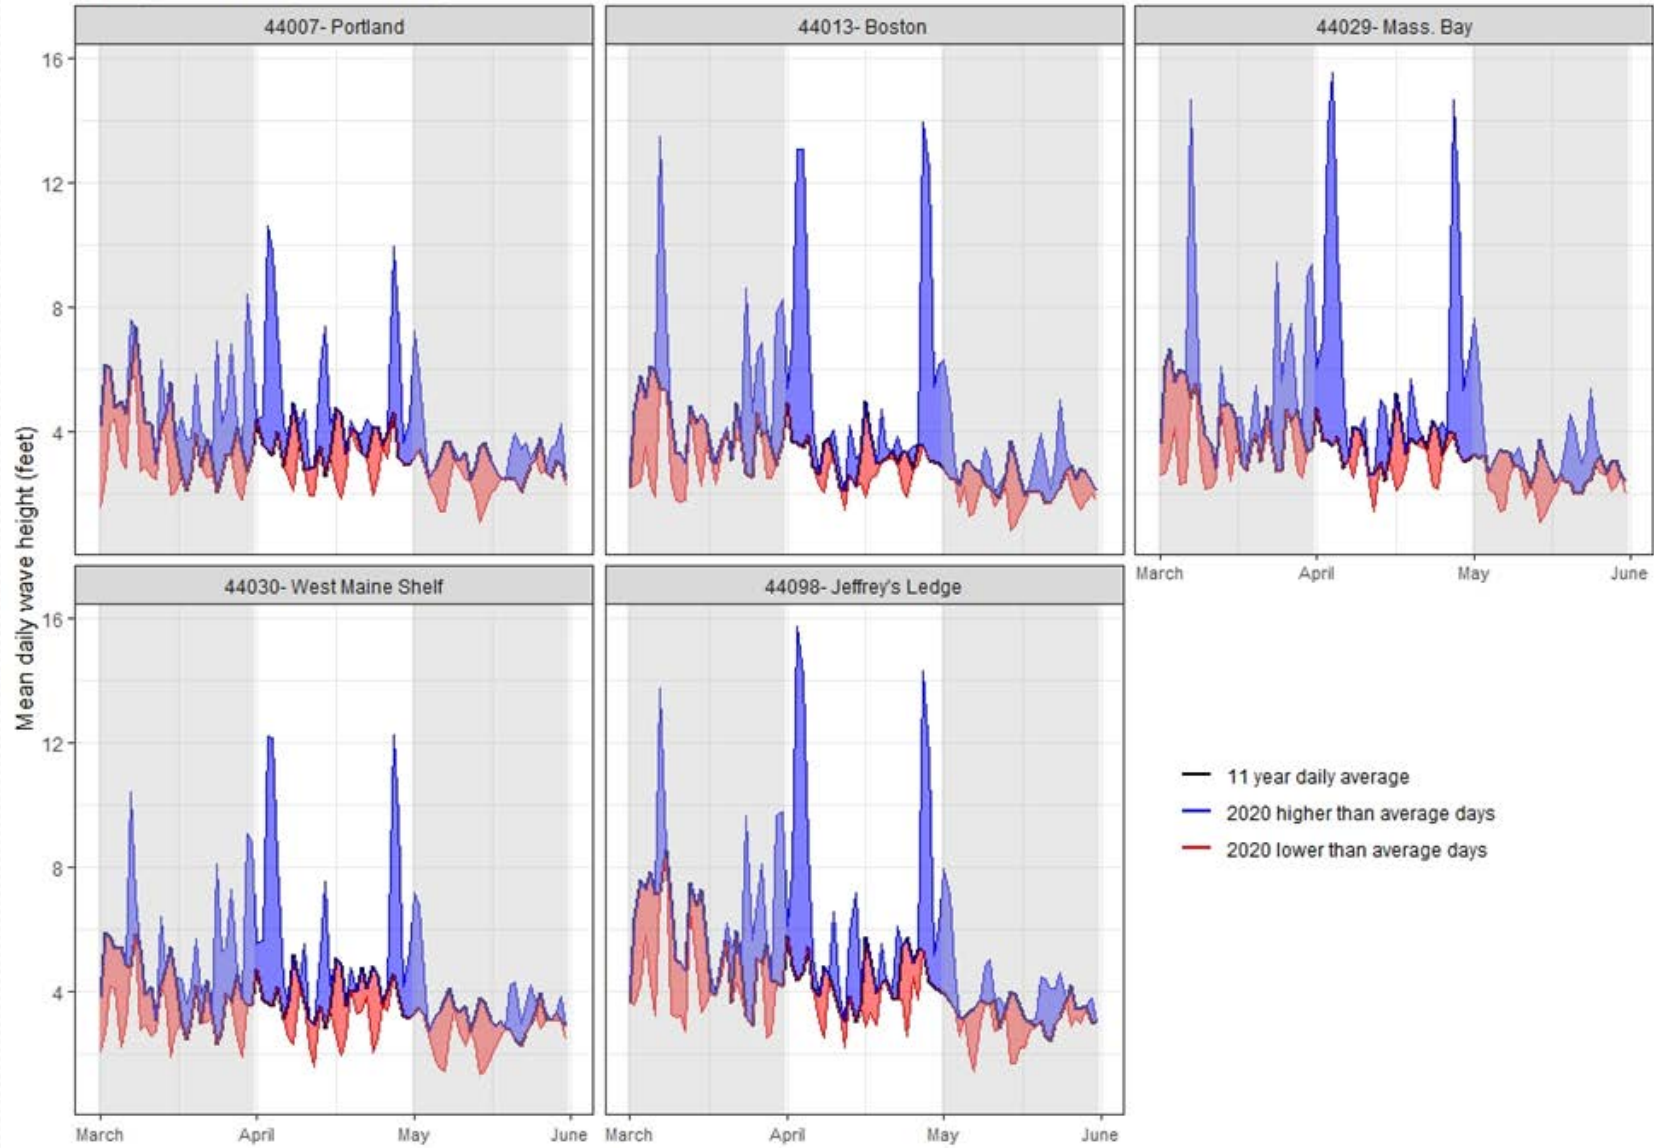 44007- Portland
44013- Boston
44029- Mass. Bay
16
12
8
4
March April May June
Mean daily wave height (feet)
44030- West Maine Shelf
44098- Jeffrey's Ledge
16
12
8
4
March April May June
March April May June
11 year daily average
2020 higher than average days
2020 lower than average days